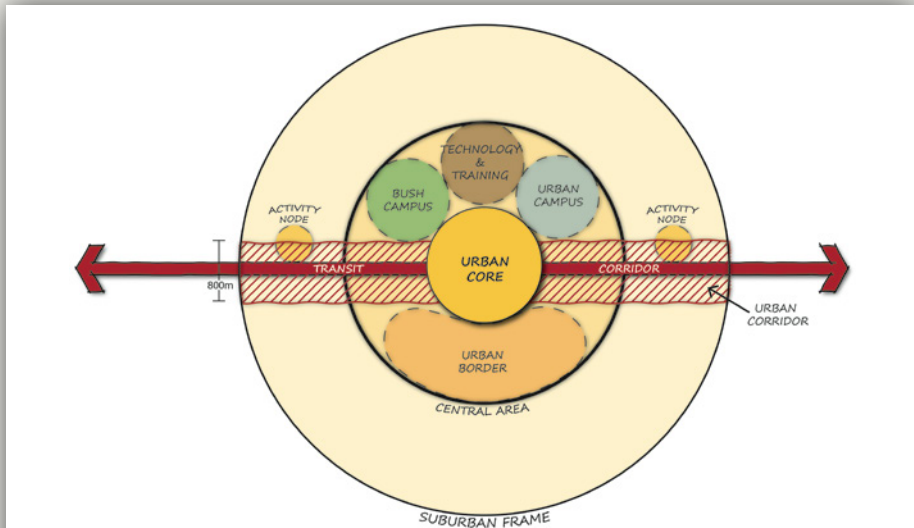 TECHNOLOGY
&
TRAINING
BUSH
CAMPUS
URBAN
CAMPUS
ACTIVITY
NODE
ACTIVITY
NODE
URBAN
CORE
TRANSIT
CORRIDOR
800m
URBAN
CORRIDOR
URBAN
BORDER
CENTRAL AREA
SUBURBAN FRAME